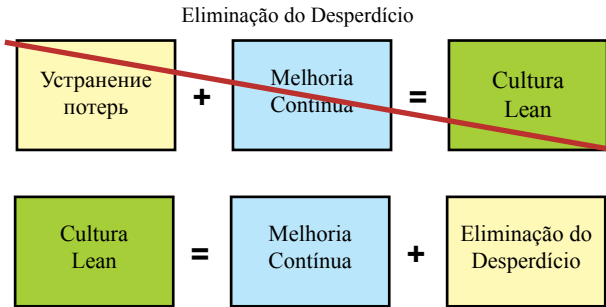 Eliminação do Desperdício
Устранение
потерь
+
Melhoria
Contínua
=
Cultura
Lean
Cultura
Lean
=
Melhoria
Contínua
+
Eliminação do
Desperdício